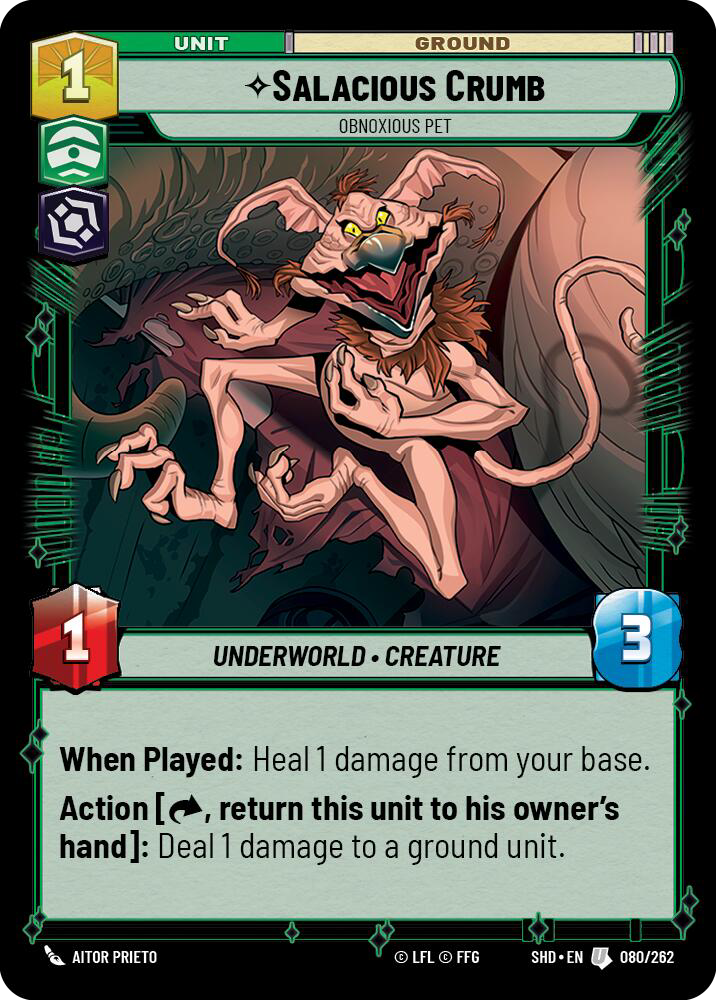 UNIT
GROUND
1
✧SALACIOUS CRUMB
OBNOXIOUS PET
1
UNDERWORLD • CREATURE
3
When Played: Heal 1 damage from your base.
Action [↷, return this unit to his owner’s
hand]: Deal 1 damage to a ground unit.
AITOR PRIETO
© LFL © FFG
SHD • EN
U
080/262